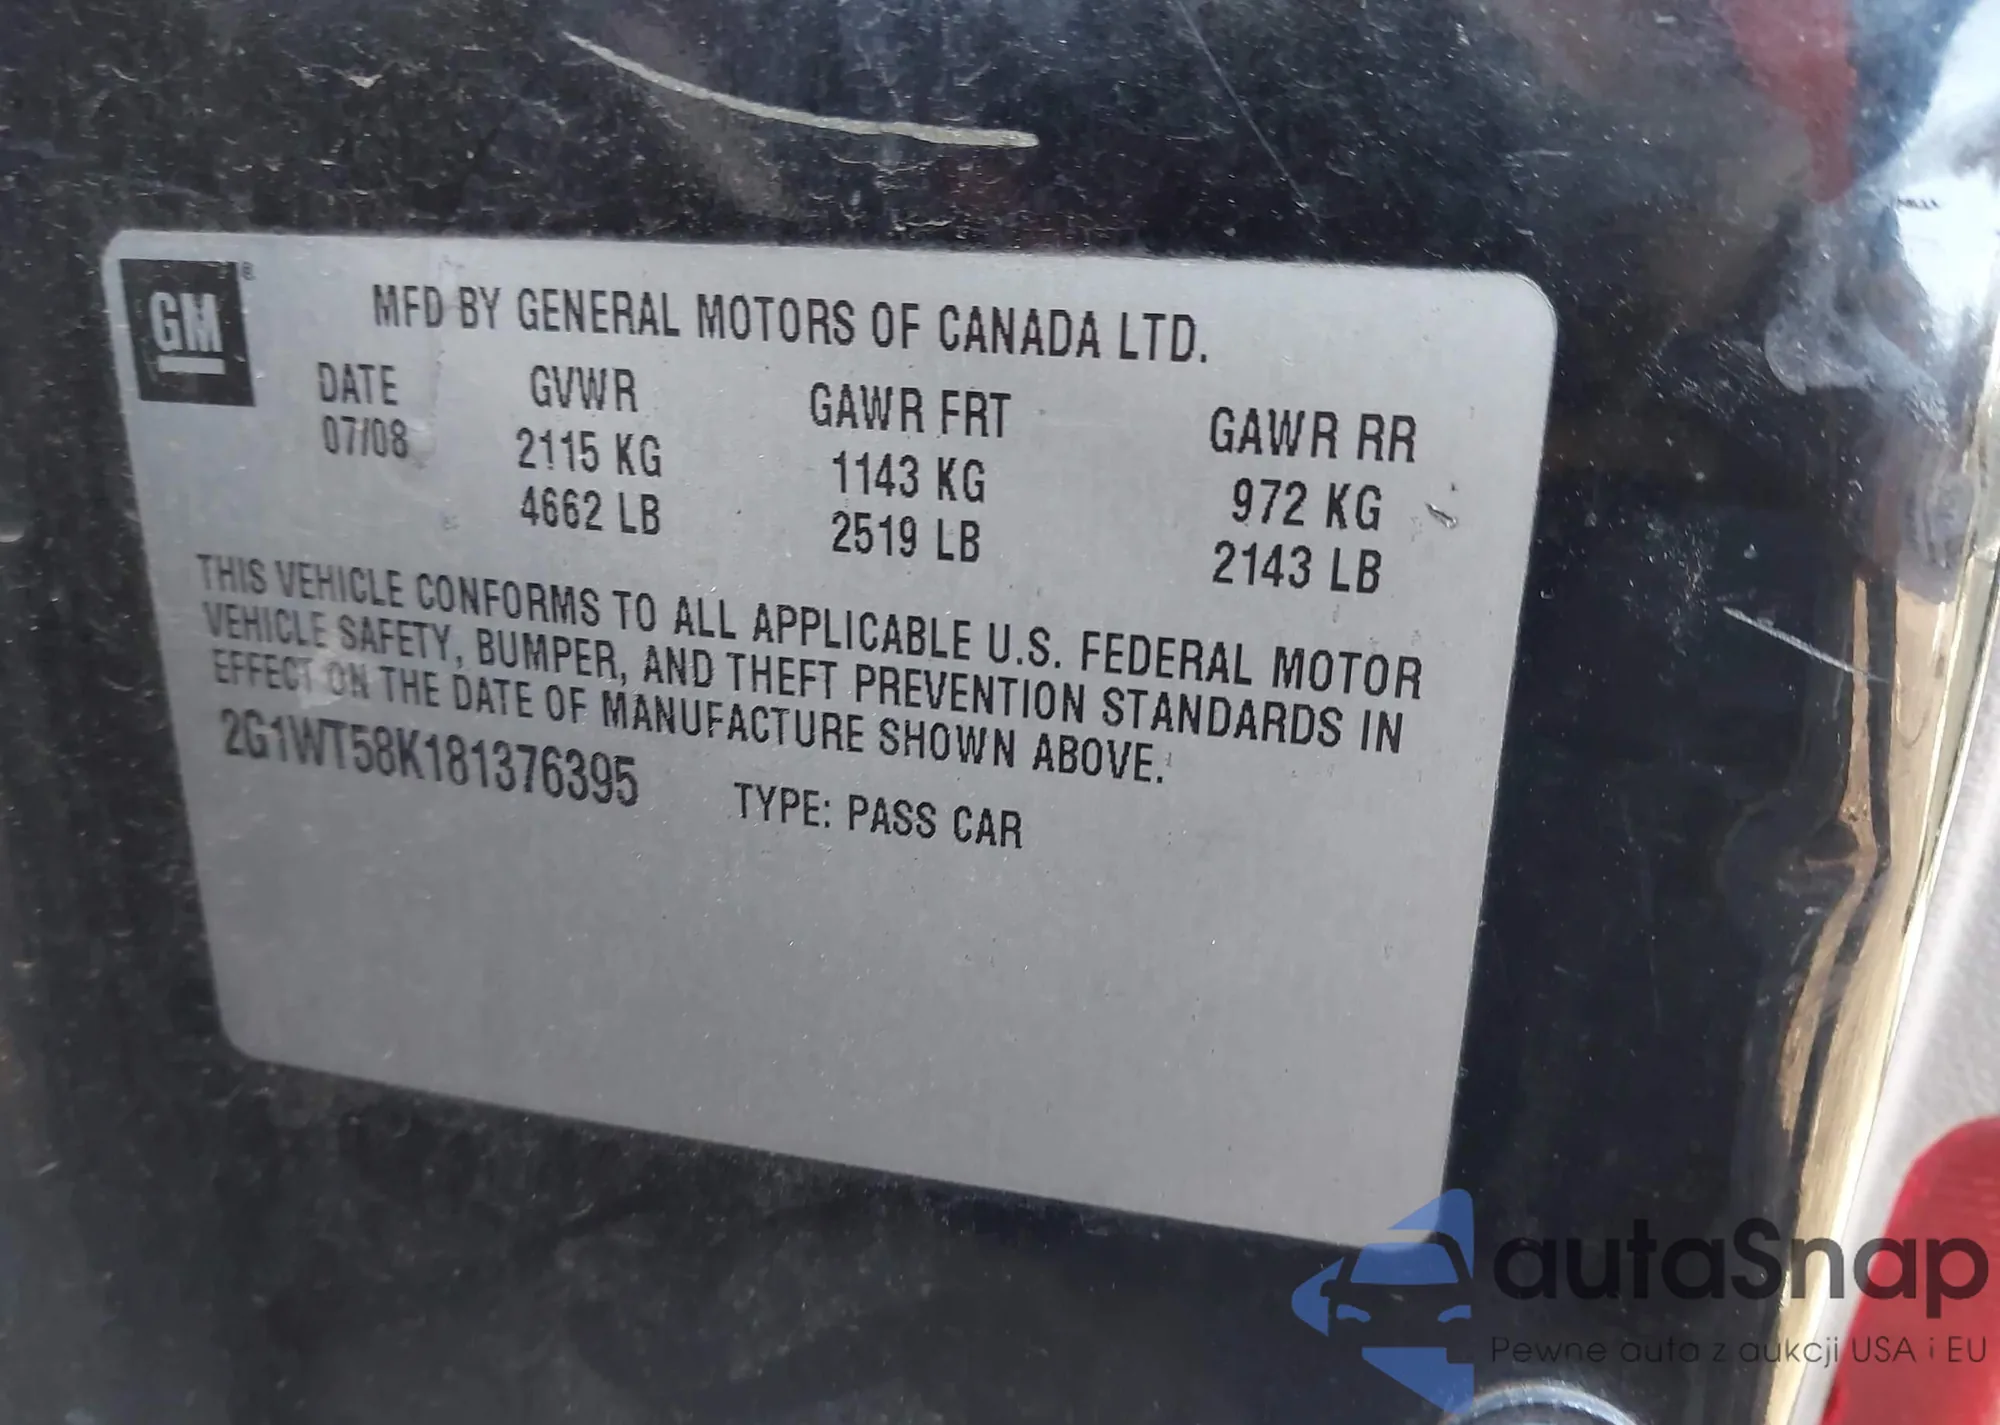 GM®
MFD BY GENERAL MOTORS OF CANADA LTD.
DATE GVWR GAWR FRT GAWR RR
07/08 2115 KG 1143 KG 972 KG
4662 LB 2519 LB 2143 LB
THIS VEHICLE CONFORMS TO ALL APPLICABLE U.S. FEDERAL MOTOR
VEHICLE SAFETY, BUMPER, AND THEFT PREVENTION STANDARDS IN
EFFECT ON THE DATE OF MANUFACTURE SHOWN ABOVE.
2G1WT58K181376395 TYPE: PASS CAR
autaSnap
Pewne auta z aukcji USA i EU